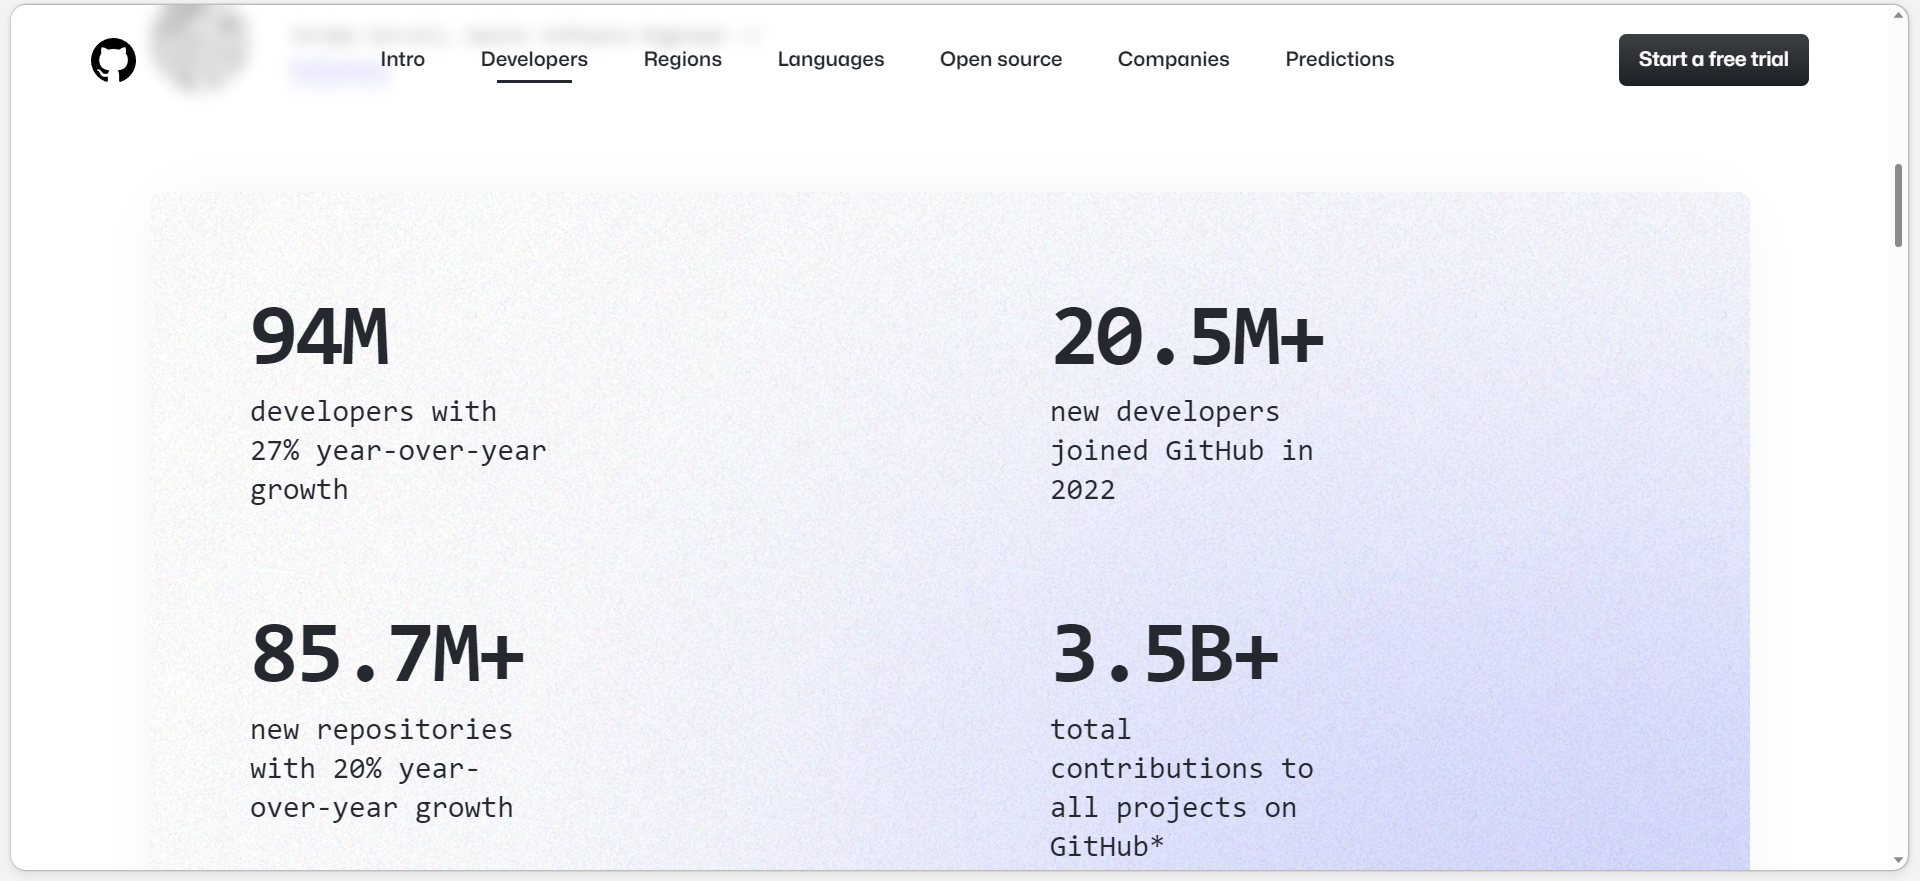 Intro
Developers
Regions
Languages
Open source
Companies
Predictions
Start a free trial
94M
developers with
27% year-over-year
growth
20.5M+
new developers
joined GitHub in
2022
85.7M+
new repositories
with 20% year-
over-year growth
3.5B+
total
contributions to
all projects on
GitHub*